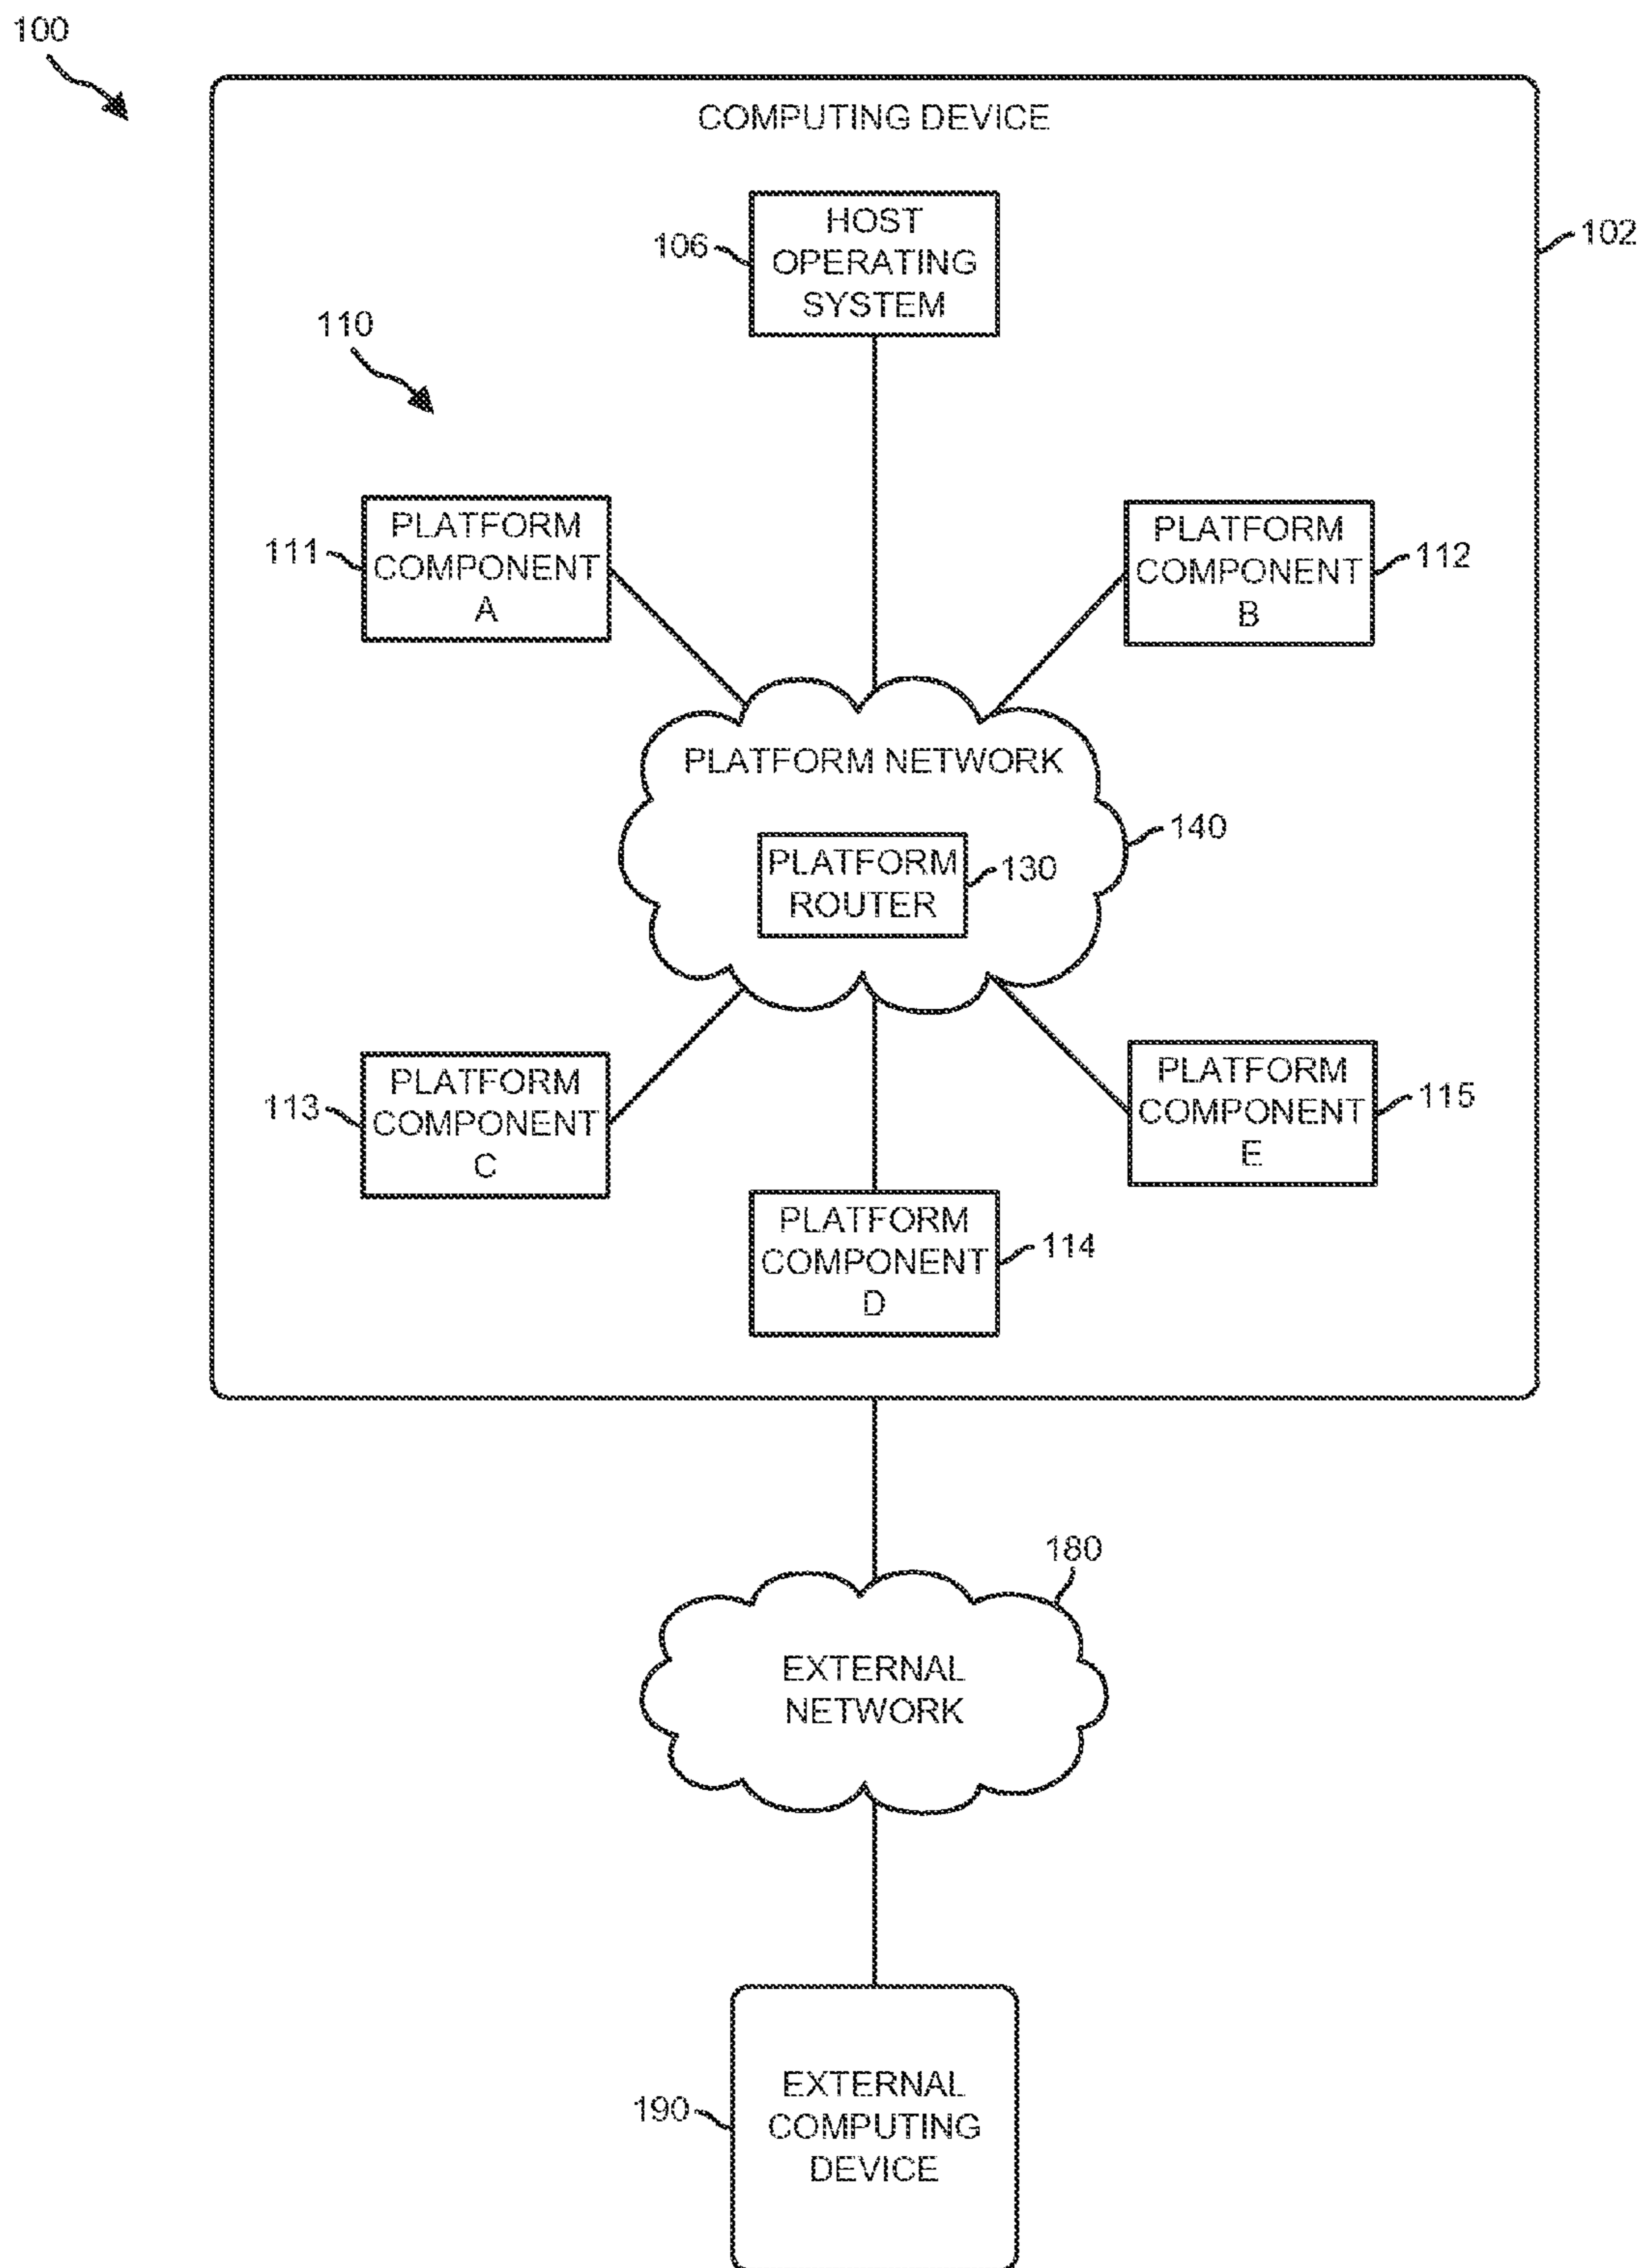 100
COMPUTING DEVICE
HOST
OPERATING
SYSTEM
106
102
110
PLATFORM
COMPONENT
A
111
PLATFORM
COMPONENT
B
112
PLATFORM NETWORK
140
PLATFORM
ROUTER
130
PLATFORM
COMPONENT
C
113
PLATFORM
COMPONENT
E
115
PLATFORM
COMPONENT
D
114
180
EXTERNAL
NETWORK
190
EXTERNAL
COMPUTING
DEVICE